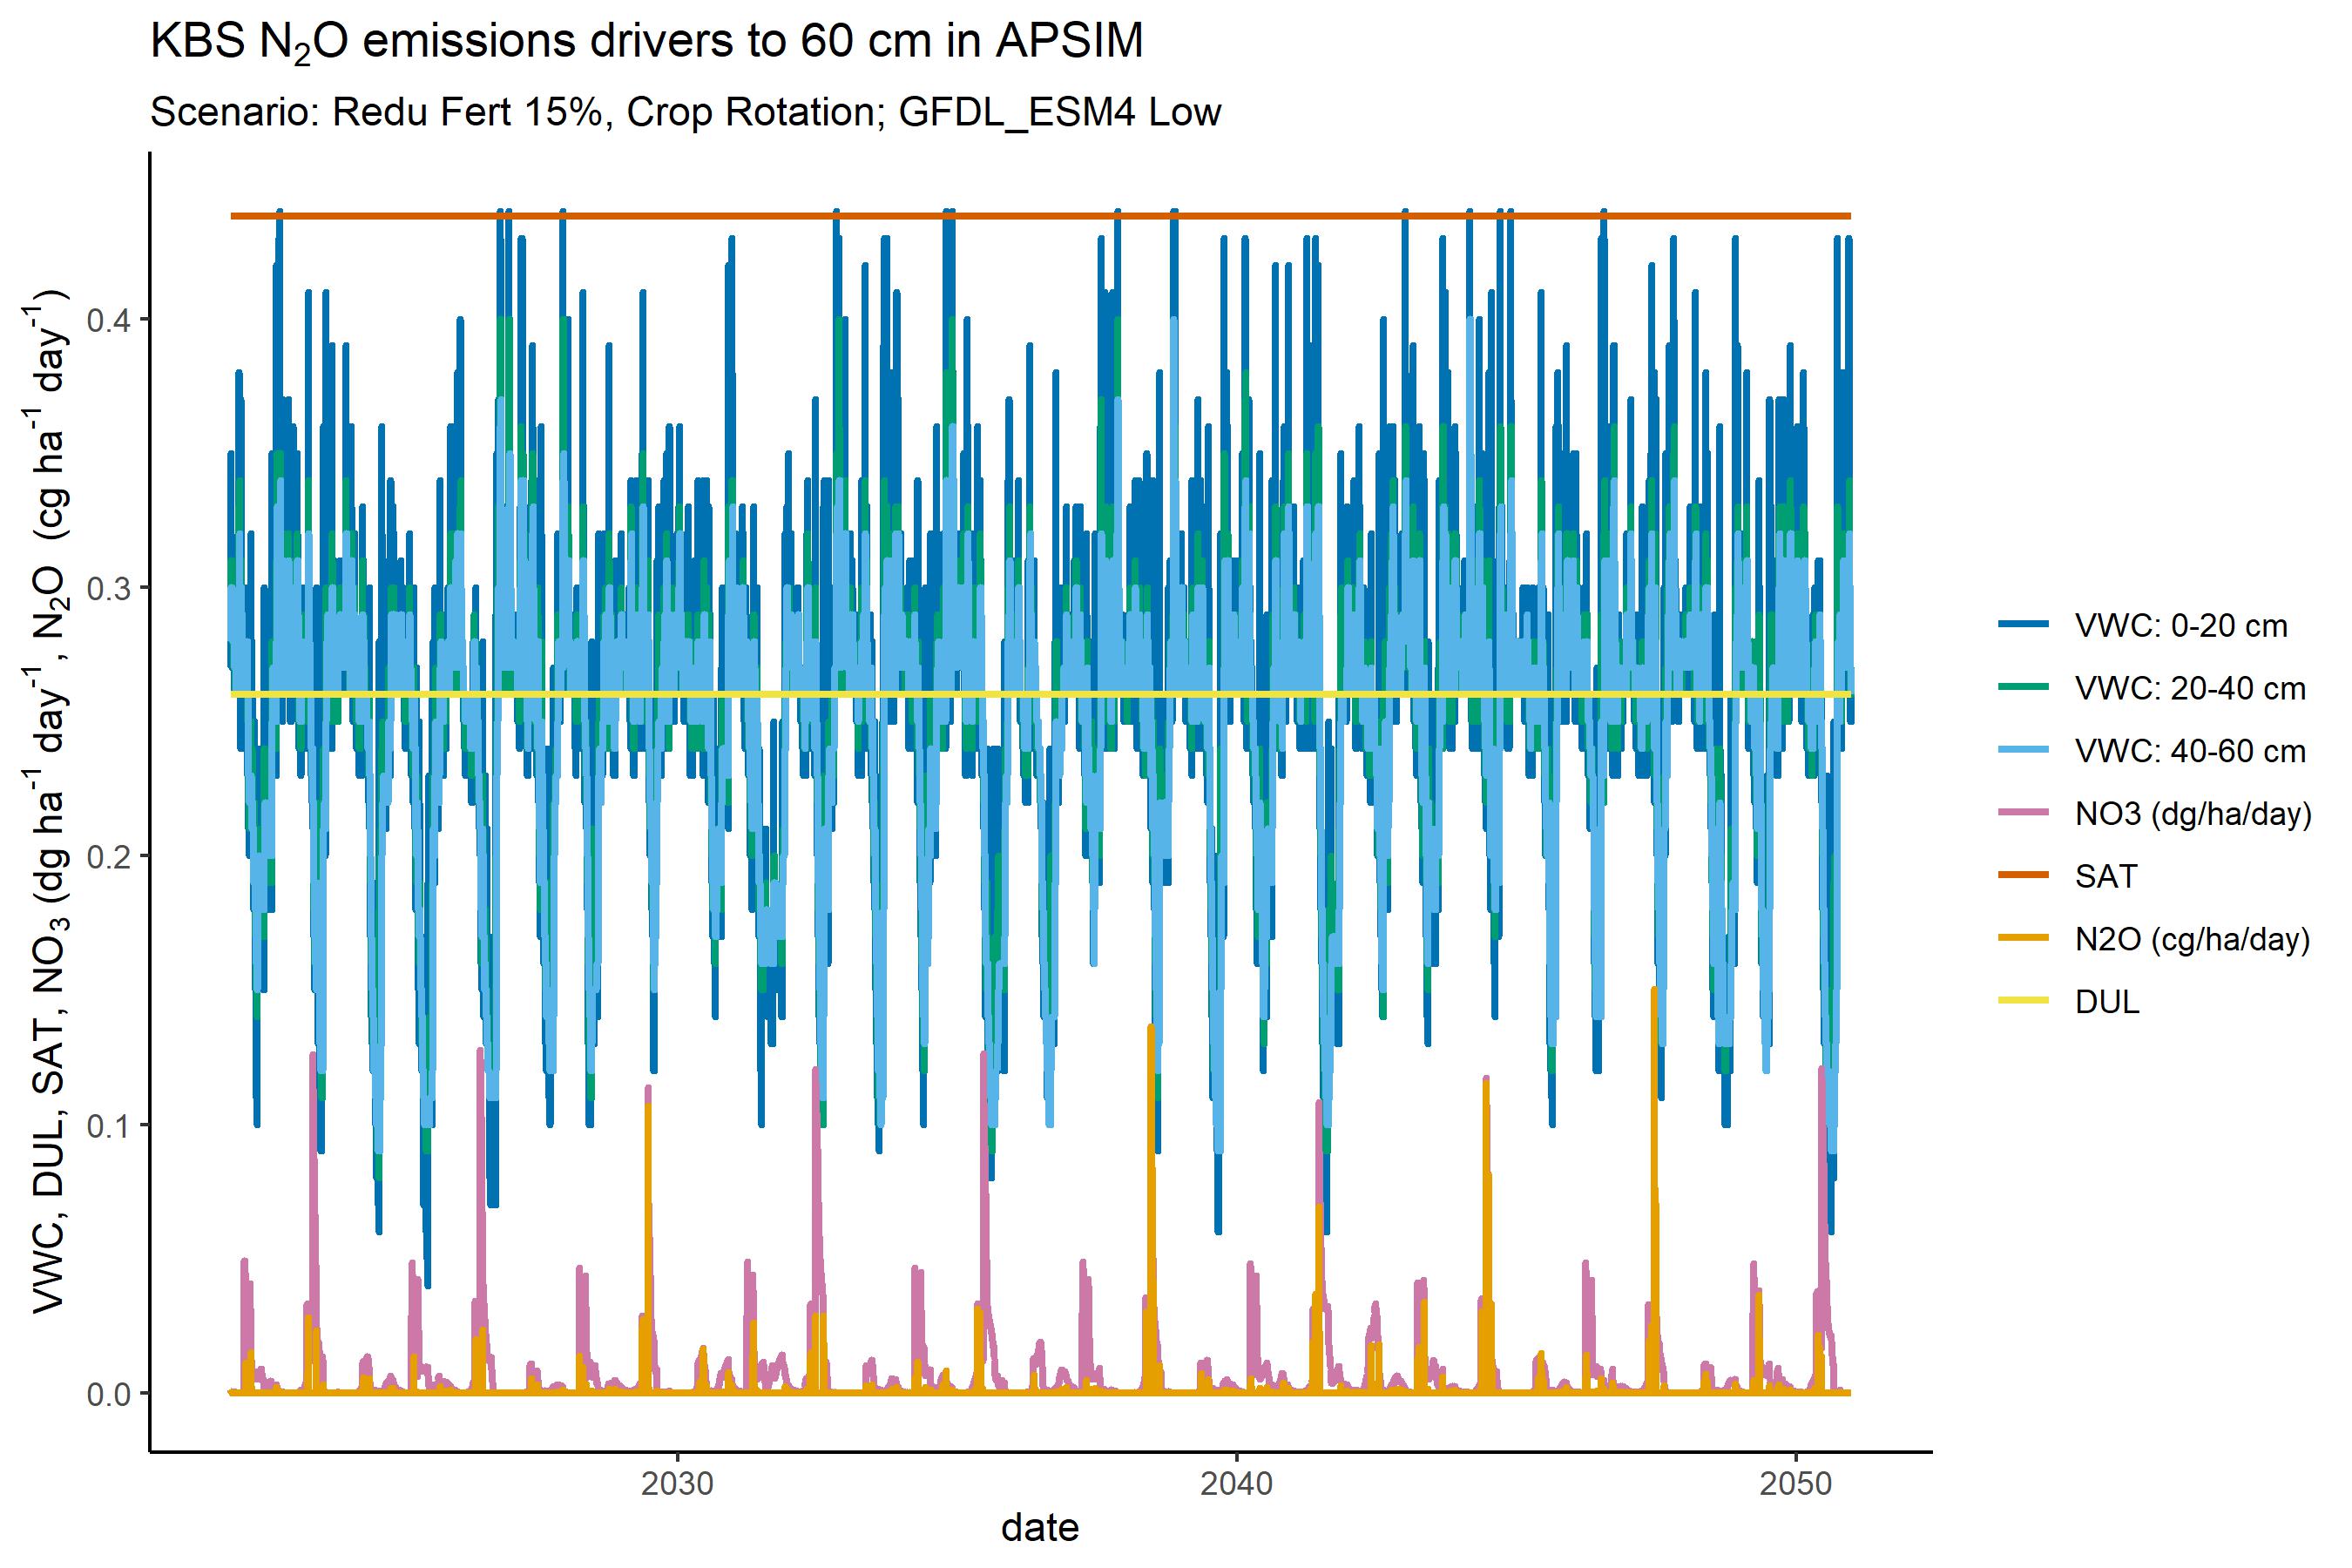 KBS N₂O emissions drivers to 60 cm in APSIM
Scenario: Redu Fert 15%, Crop Rotation; GFDL_ESM4 Low
VWC, DUL, SAT, NO₃ (dg ha⁻¹ day⁻¹, N₂O (cg ha⁻¹ day⁻¹)
0.4
0.3
0.2
0.1
0.0
2030 2040 2050
date
VWC: 0-20 cm
VWC: 20-40 cm
VWC: 40-60 cm
NO3 (dg/ha/day)
SAT
N2O (cg/ha/day)
DUL